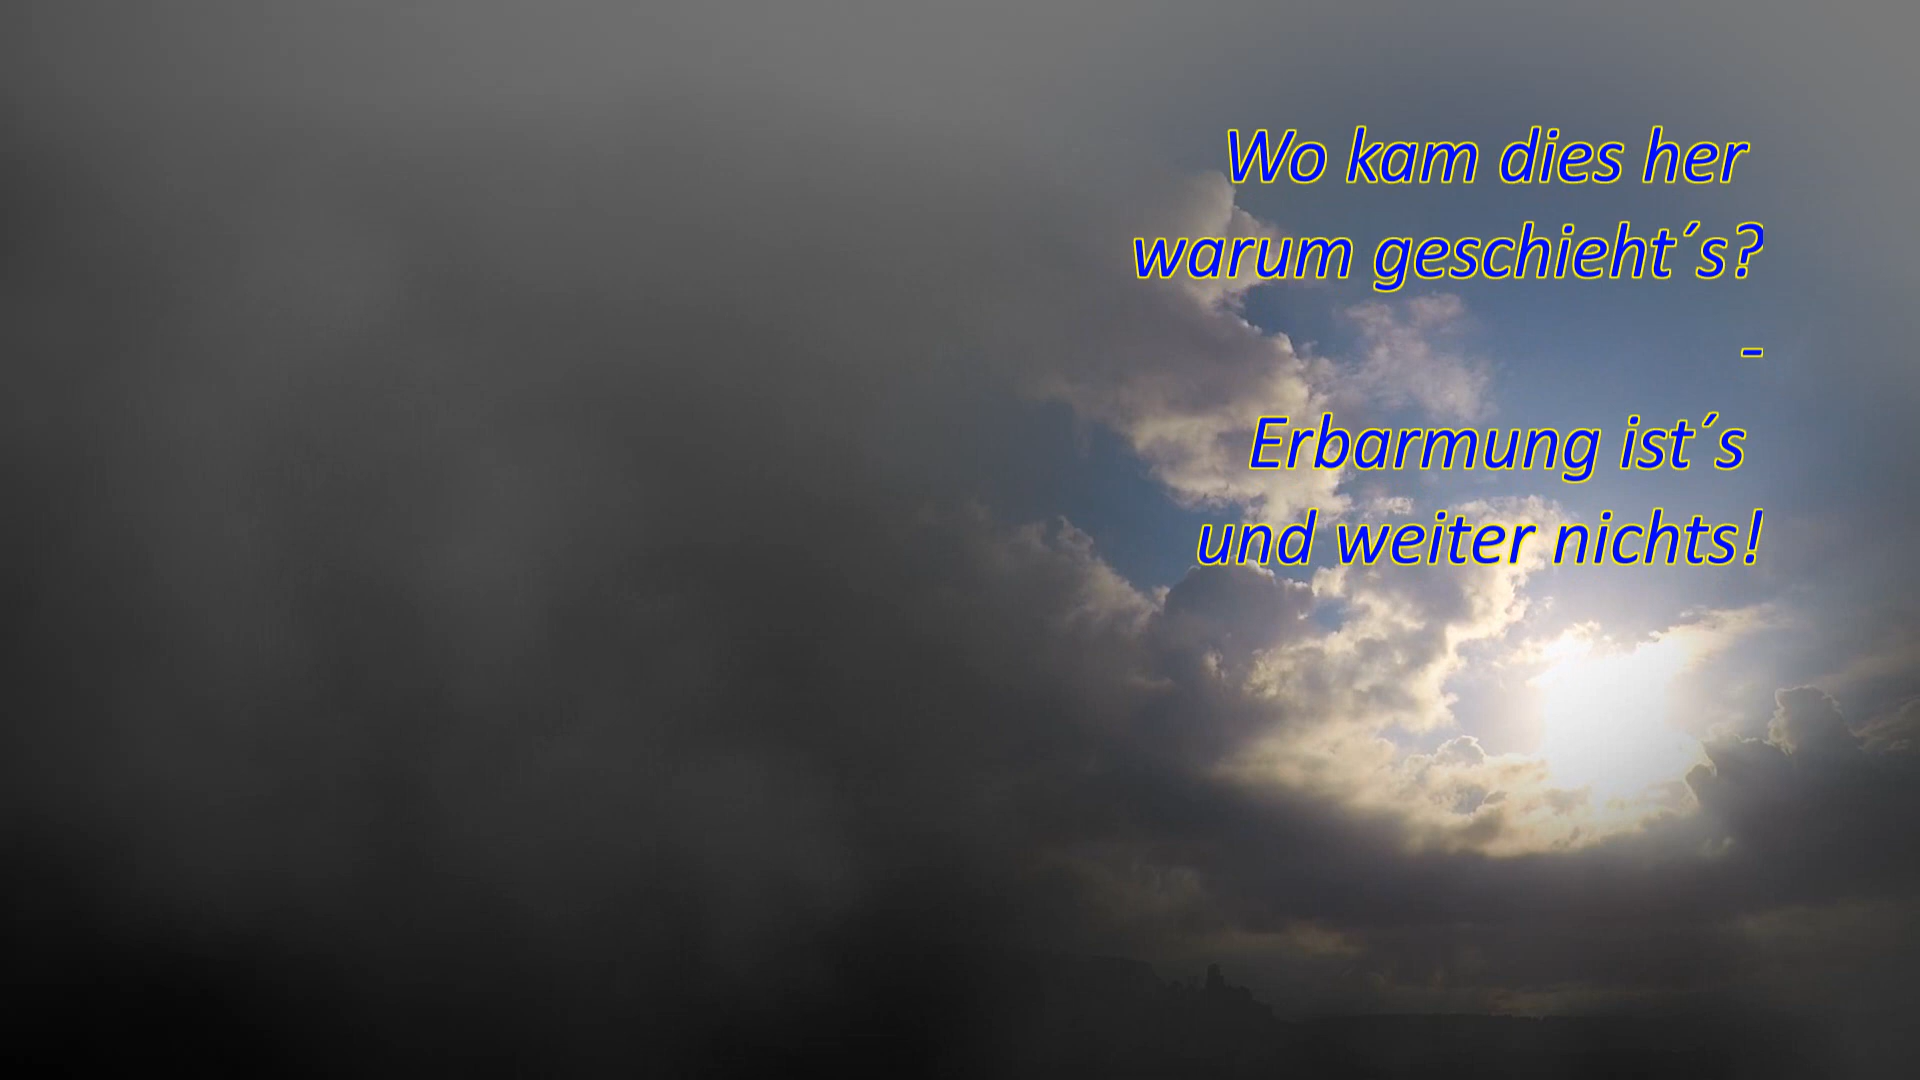 Wo kam dies her
warum geschieht´s?
-
Erbarmung ist´s
und weiter nichts!